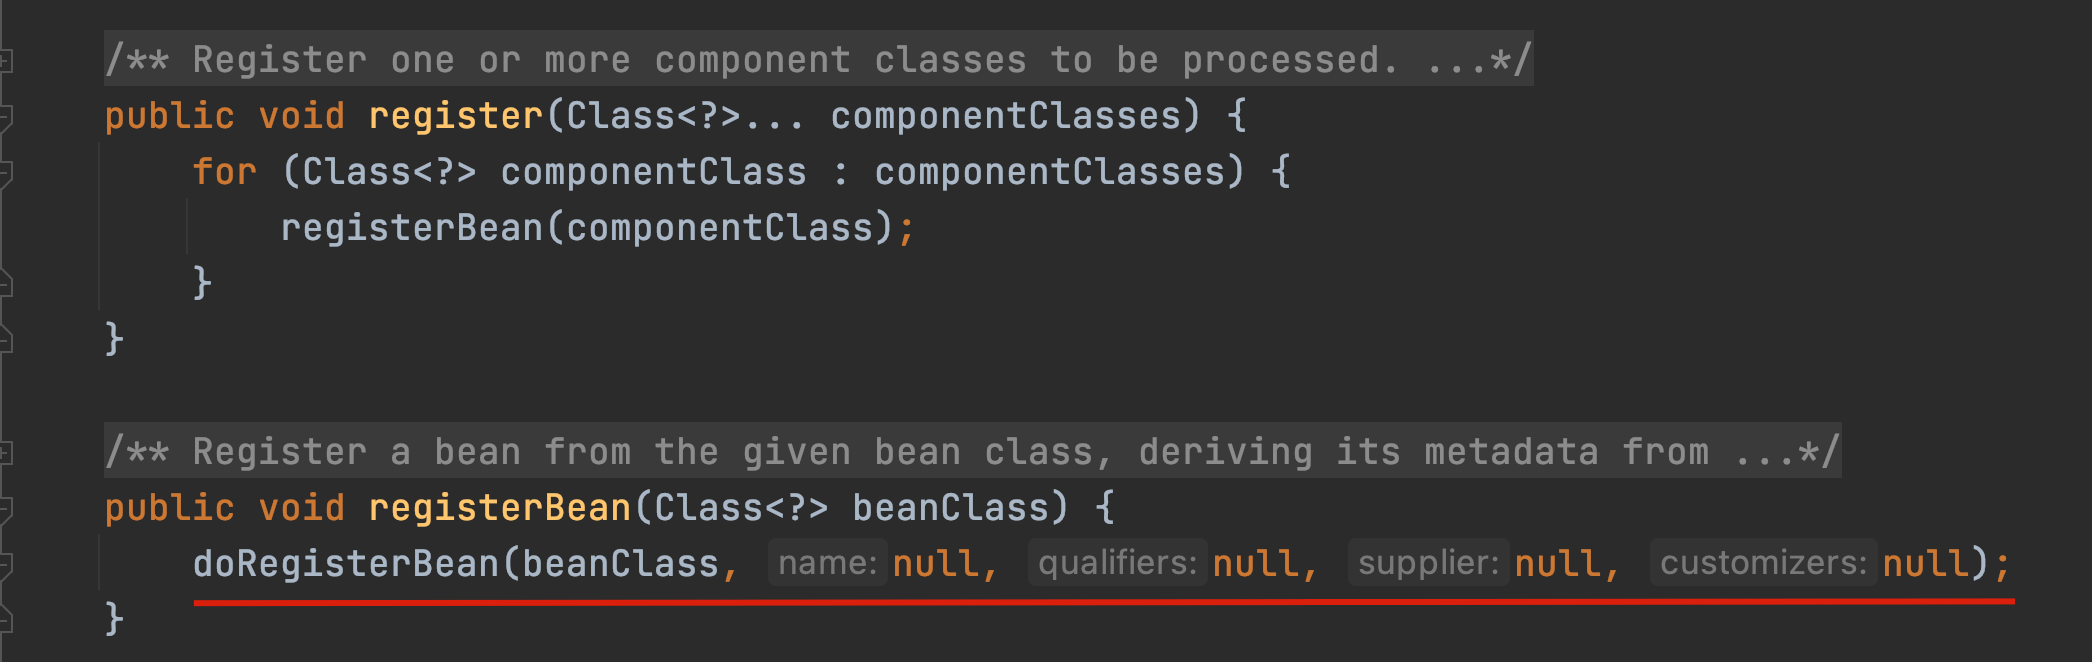 /** Register one or more component classes to be processed. ...*/
public void register(Class<?>... componentClasses) {
for (Class<?> componentClass : componentClasses) {
registerBean(componentClass);
}
}
/** Register a bean from the given bean class, deriving its metadata from ...*/
public void registerBean(Class<?> beanClass) {
doRegisterBean(beanClass, name: null, qualifiers: null, supplier: null, customizers: null);
}